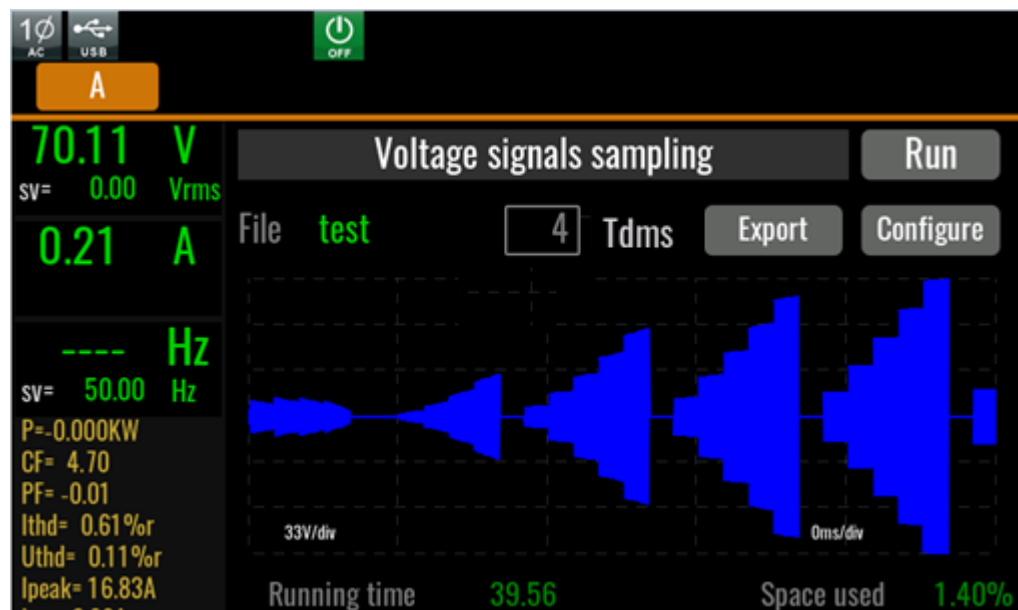 1Ø
AC
USB
OFF
A
70.11 V
sv= 0.00 Vrms
0.21 A
---- Hz
sv= 50.00 Hz
P=-0.000KW
CF= 4.70
PF= -0.01
Ithd= 0.61%r
Uthd= 0.11%r
Ipeak= 16.83A
Voltage signals sampling Run
File test 4 Tdms Export Configure
33V/div 0ms/div
Running time 39.56 Space used 1.40%